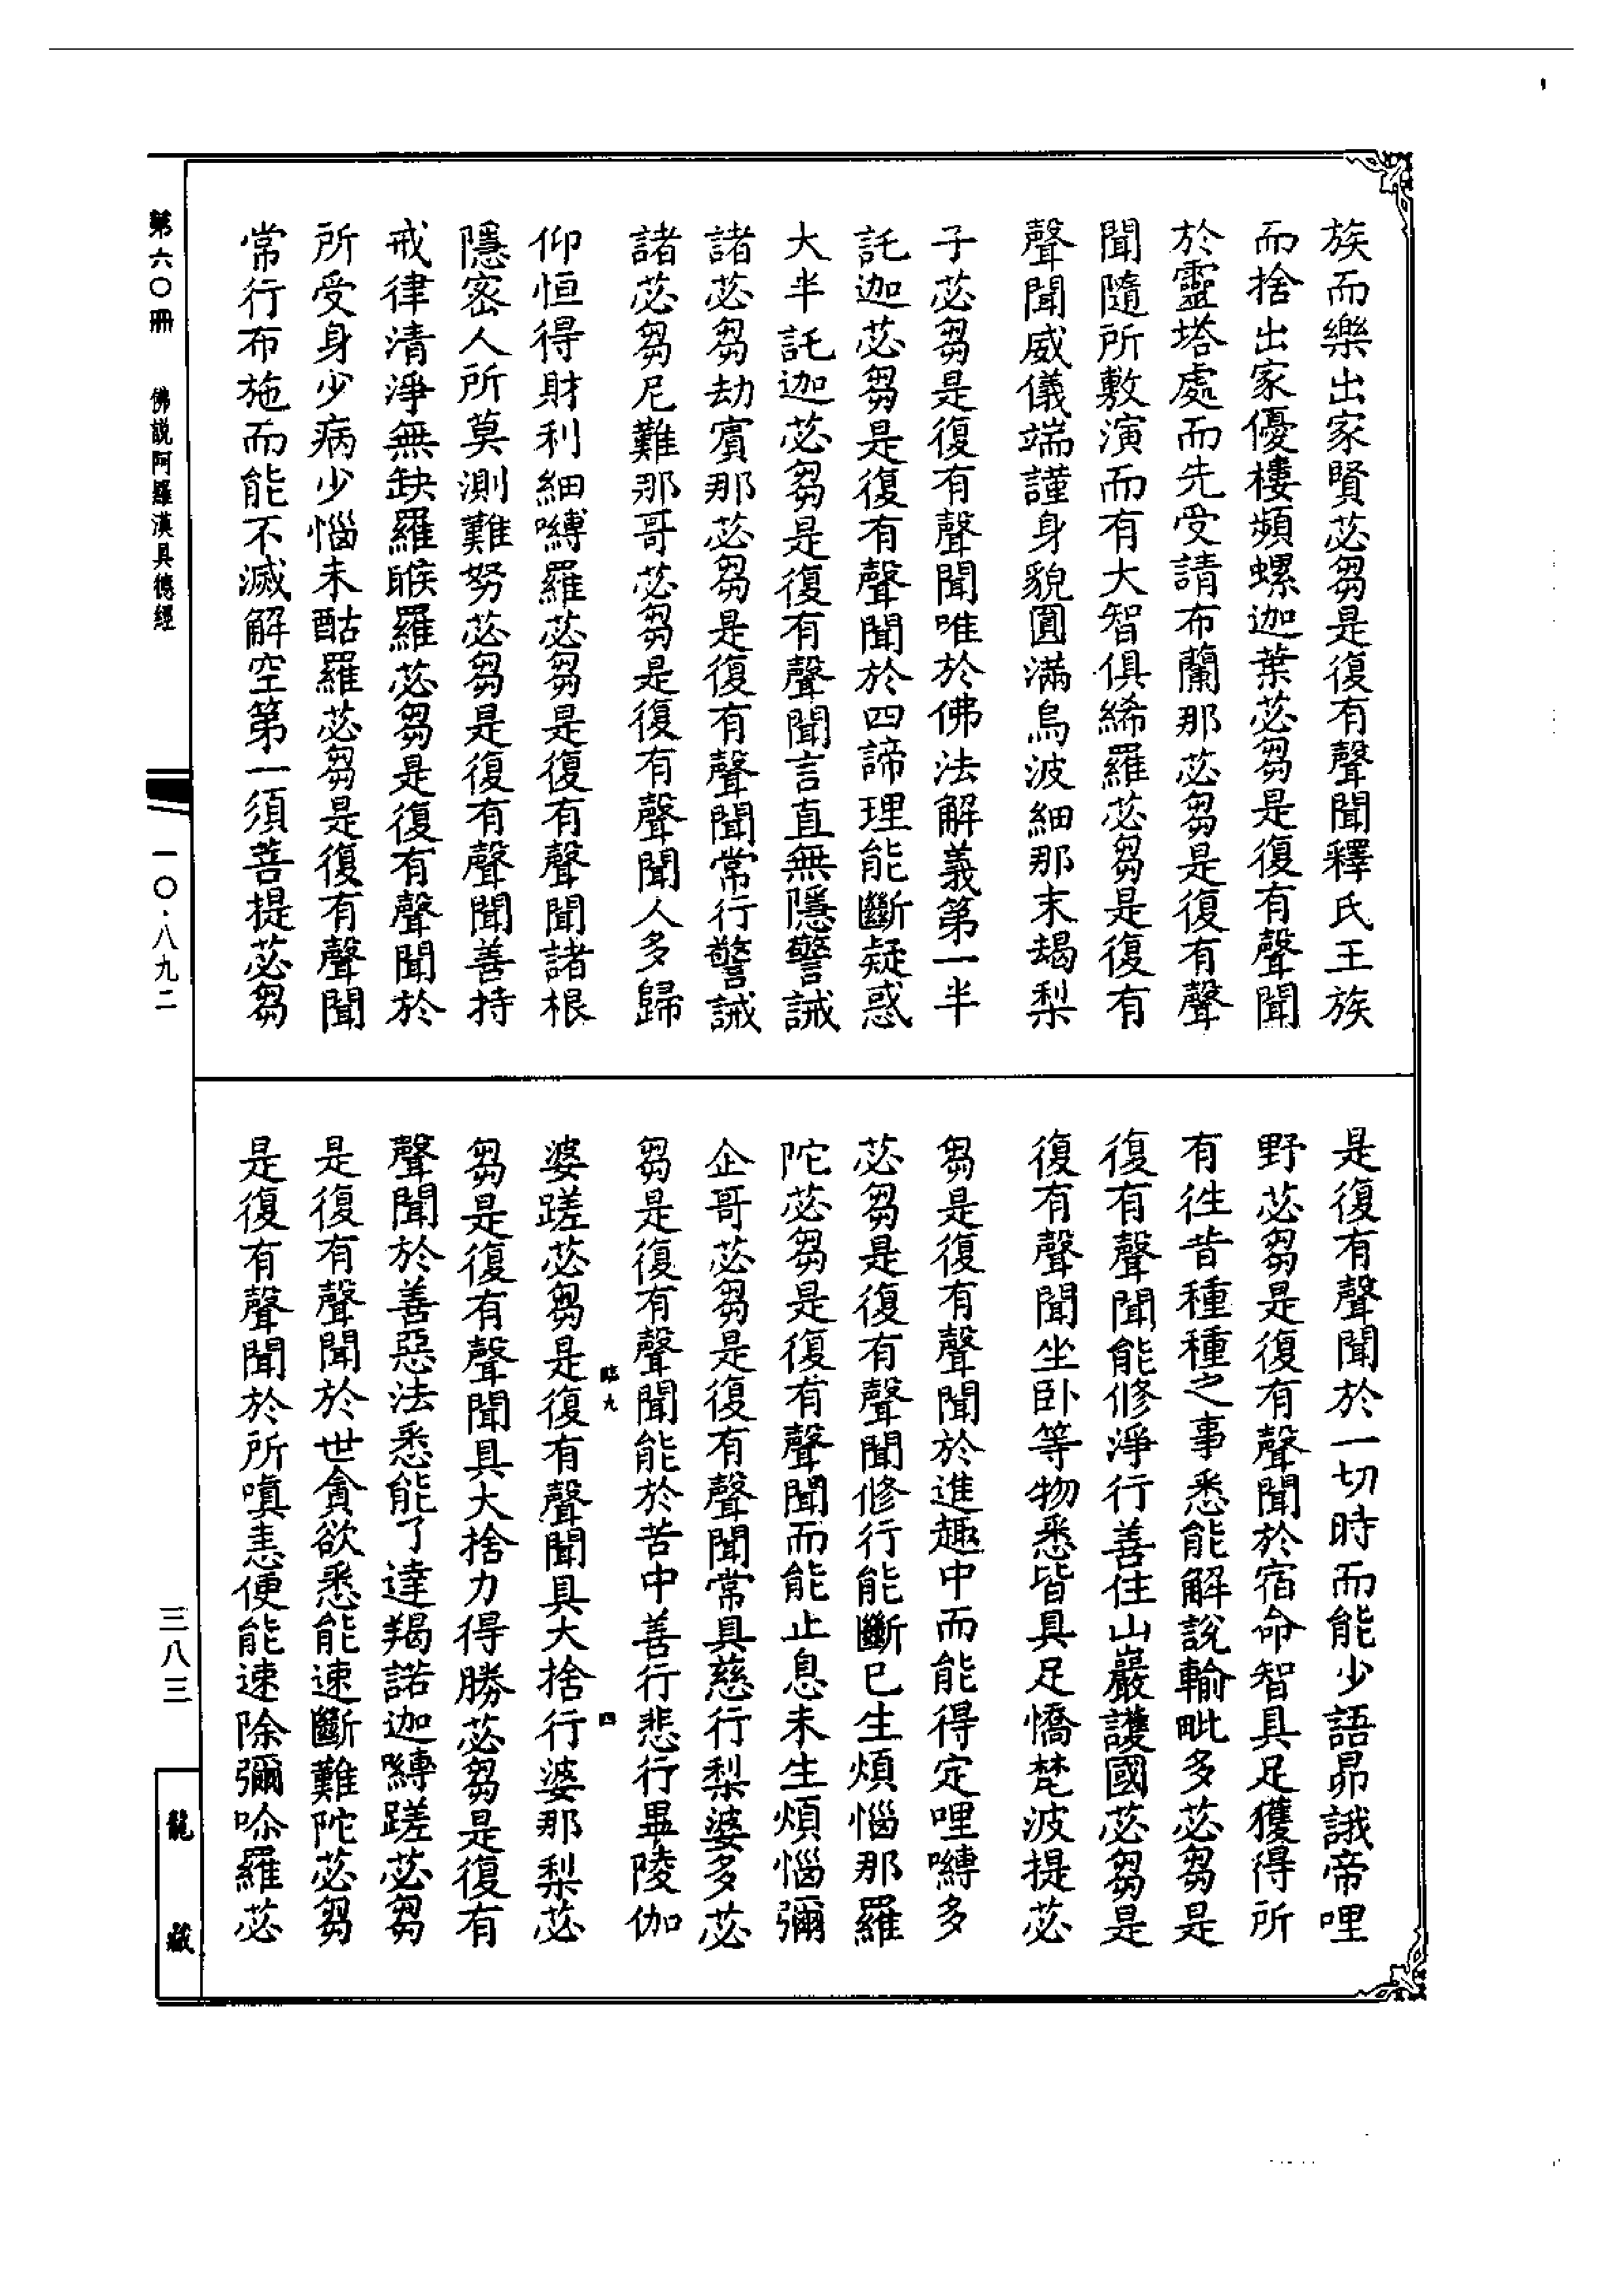 族而樂出家賢苾芻是復有聲聞釋氏王族
而捨出家優樓頻螺迦葉苾芻是復有聲聞
於靈塔處而先受請布蘭那苾芻是復有聲
聞隨所敷演而有大智俱絺羅苾芻是復有
聲聞威儀端謹身貌圓滿烏波細那末朅梨
子苾芻是復有聲聞唯於佛法解義第一半
託迦苾芻是復有聲聞於四諦理能斷疑惑
大半託迦苾芻是復有聲聞言直無隱警誡
諸苾芻劫賓那苾芻是復有聲聞常行警誡
諸苾芻尼難那哥苾芻是復有聲聞人多歸
仰恒得財利細嚩羅苾芻是復有聲聞諸根
隱密人所莫測難努苾芻是復有聲聞善持
戒律清淨無缺羅睺羅苾芻是復有聲聞於
所受身少病少惱未酤羅苾芻是復有聲聞
常行布施而能不滅解空第一須菩提苾芻
是復有聲聞於一切時而能少語昴誐帝哩
野苾芻是復有聲聞於宿命智具足獲得所
有徃昔種種之事悉能解說輸毗多苾芻是
復有聲聞能修淨行善住山巖護國苾芻是
復有聲聞坐卧等物悉皆具足憍梵波提苾
芻是復有聲聞於進趣中而能得定哩嚩多
苾芻是復有聲聞修行能斷已生煩惱那羅
陀苾芻是復有聲聞而能止息未生煩惱彌
企哥苾芻是復有聲聞常具慈行梨婆多苾
芻是復有聲聞能於苦中善行悲行畢陵伽
婆蹉苾芻是復有聲聞具大捨行婆那梨苾
芻是復有聲聞具大捨力得勝苾芻是復有
聲聞於善惡法悉能了達羯諾迦嚩蹉苾芻
是復有聲聞於世貪欲悉能速斷難陀苾芻
是復有聲聞於所嗔恚便能速除彌吤羅苾
臨九
四
第六〇冊 佛説阿羅漢具德經
一〇·八九二
三八三
龍藏